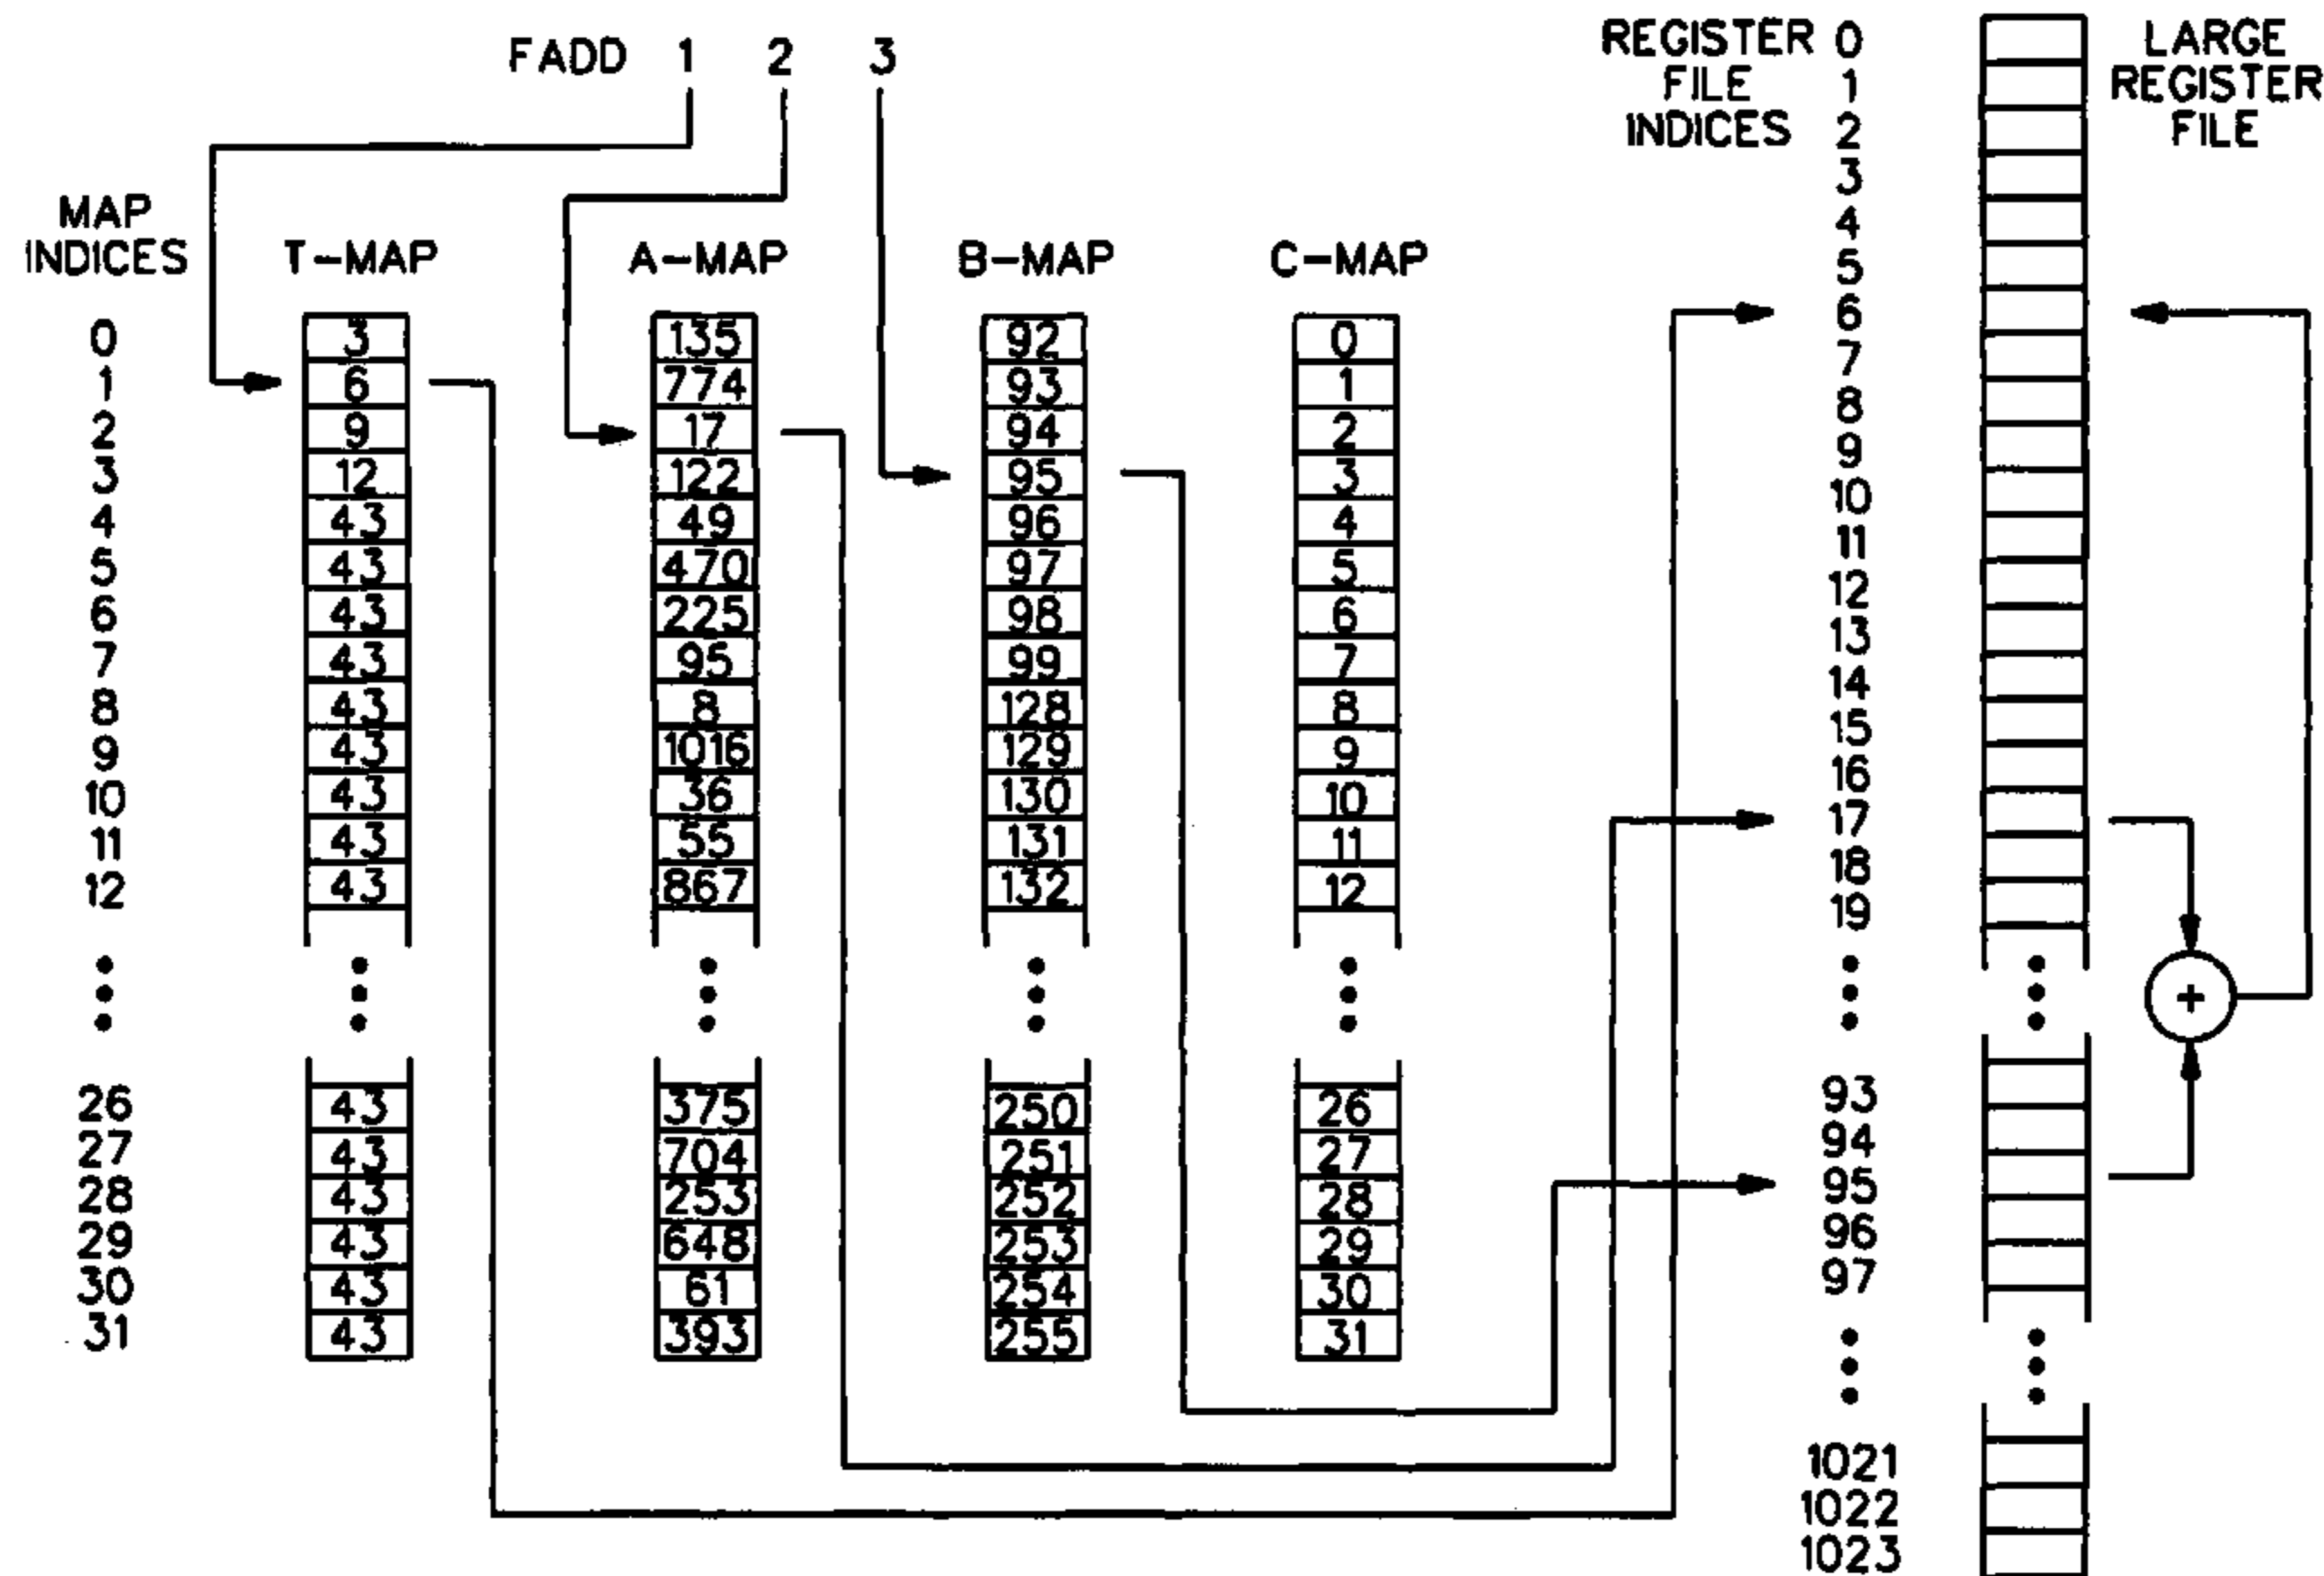 FADD 1 2 3
REGISTER
FILE
INDICES
LARGE
REGISTER
FILE
MAP
INDICES
T-MAP A-MAP B-MAP C-MAP
0 3 135 92 0
1 6 774 93 1
2 9 17 94 2
3 12 122 95 3
4 43 49 96 4
5 43 470 97 5
6 43 225 98 6
7 43 95 99 7
8 43 8 128 8
9 43 1016 129 9
10 43 36 130 10
11 43 55 131 11
12 43 867 132 12
26 43 375 250 26
27 43 704 251 27
28 43 253 252 28
29 43 648 253 29
30 43 61 254 30
31 43 393 255 31
0
1
2
3
4
5
6
7
8
9
10
11
12
13
14
15
16
17
18
19
+
93
94
95
96
97
1021
1022
1023